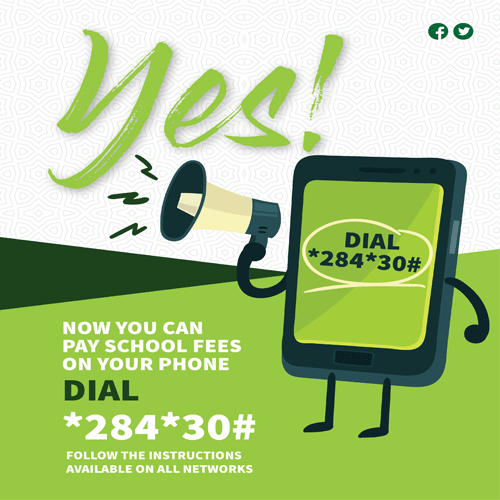 Yes!
DIAL
*284*30#
NOW YOU CAN
PAY SCHOOL FEES
ON YOUR PHONE
DIAL
*284*30#
FOLLOW THE INSTRUCTIONS
AVAILABLE ON ALL NETWORKS